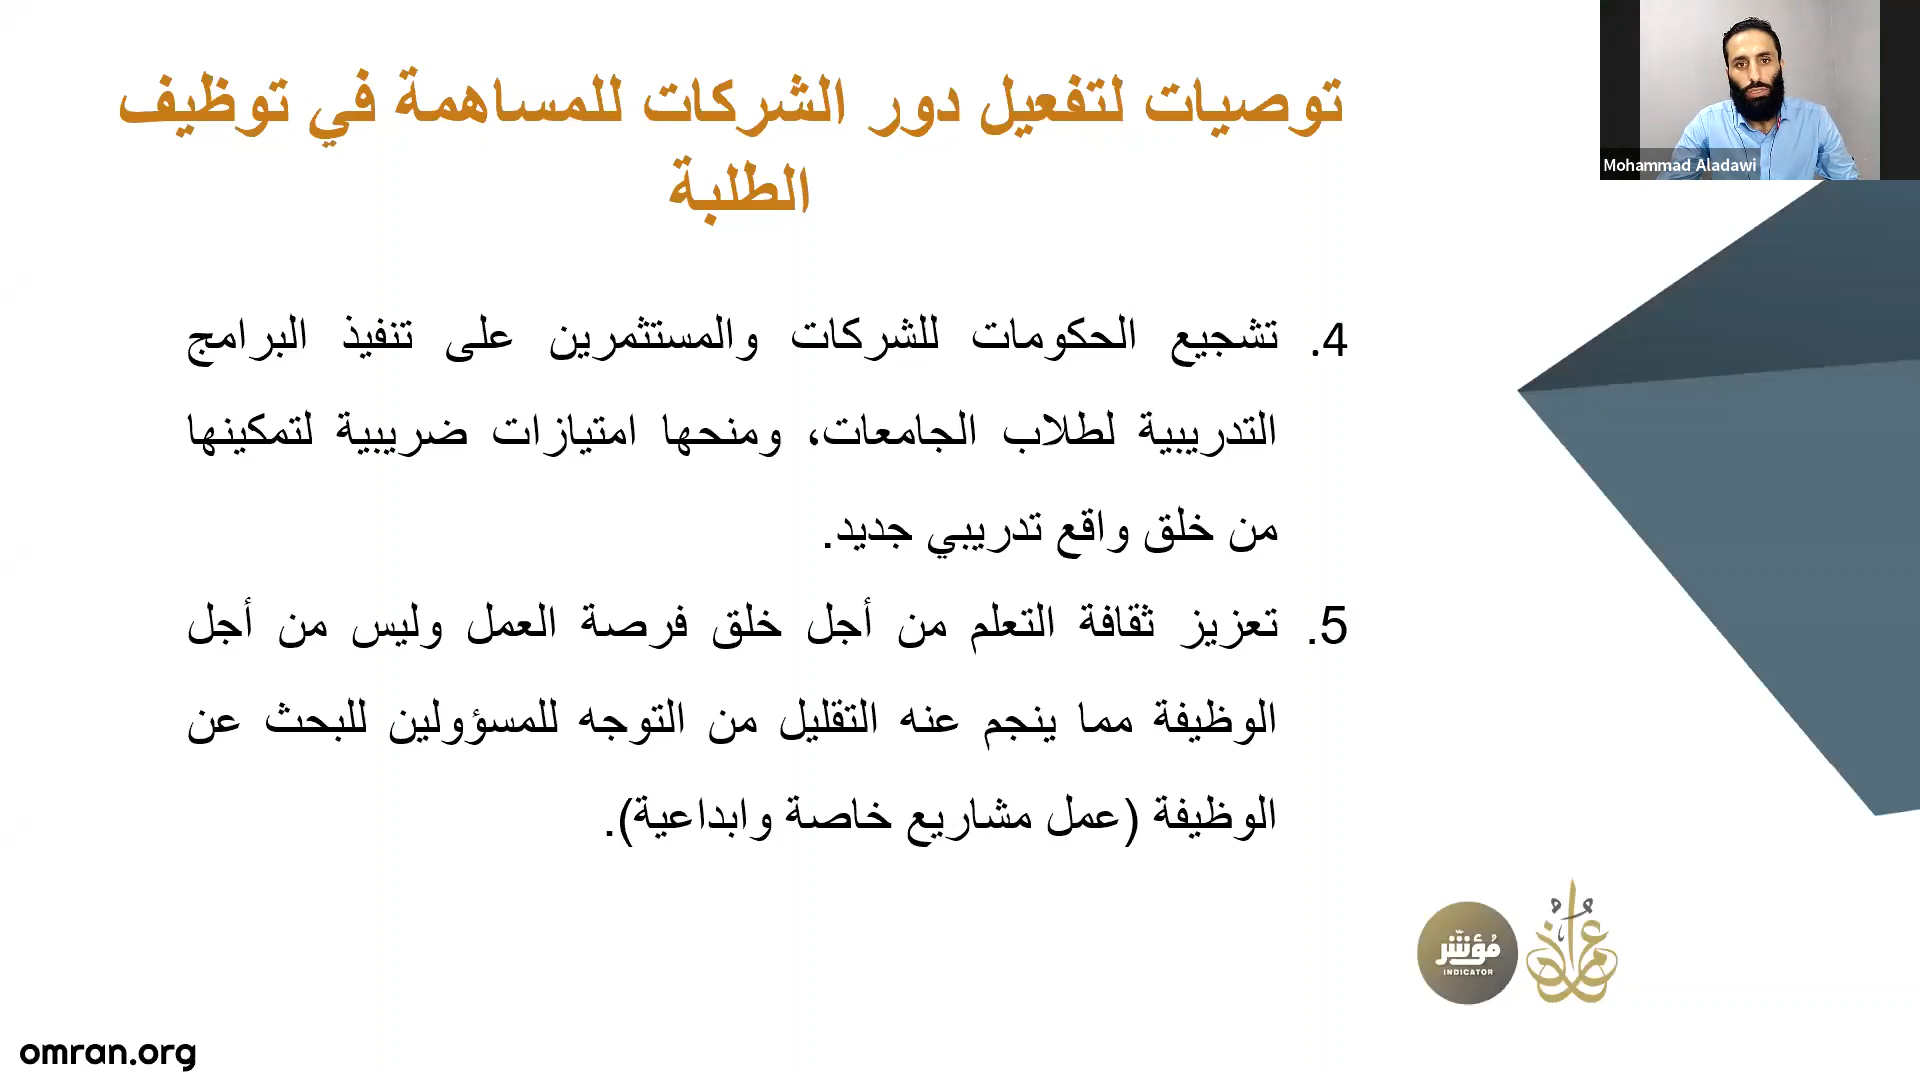 توصيات لتفعيل دور الشركات للمساهمة في توظيف
الطلبة
Mohammad Aladawi
4. تشجيع الحكومات للشركات والمستثمرين على تنفيذ البرامج
التدريبية لطلاب الجامعات، ومنحها امتيازات ضريبية لتمكينها
من خلق واقع تدريبي جديد.
5. تعزيز ثقافة التعلم من أجل خلق فرصة العمل وليس من أجل
الوظيفة مما ينجم عنه التقليل من التوجه للمسؤولين للبحث عن
الوظيفة (عمل مشاريع خاصة وابداعية).
مُؤشّر
INDICATOR
عمران
omran.org